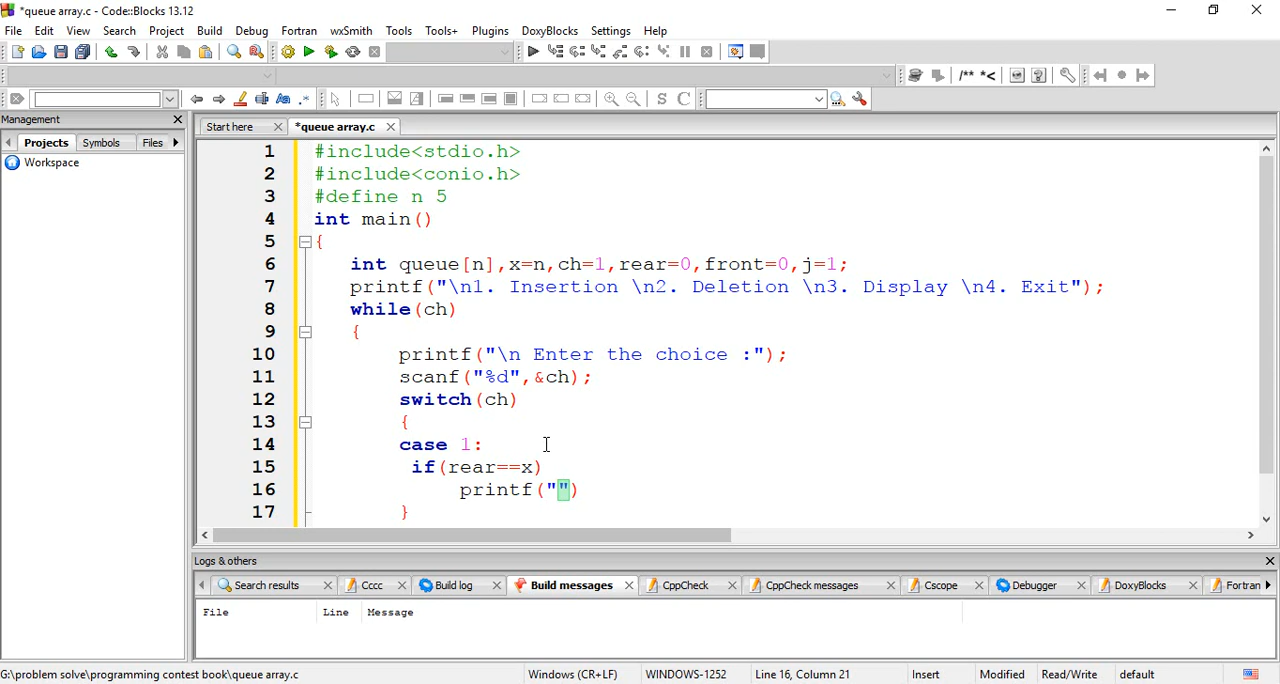 *queue array.c - Code::Blocks 13.12
File Edit View Search Project Build Debug Fortran wxSmith Tools Tools+ Plugins DoxyBlocks Settings Help
/** *<
S C
Management
Projects Symbols Files
Workspace
Start here *queue array.c
1 #include<stdio.h>
2 #include<conio.h>
3 #define n 5
4 int main()
5 {
6 int queue[n],x=n,ch=1,rear=0,front=0,j=1;
7 printf("\n1. Insertion \n2. Deletion \n3. Display \n4. Exit");
8 while(ch)
9 {
10 printf("\n Enter the choice :");
11 scanf("%d",&ch);
12 switch(ch)
13 {
14 case 1:
15 if(rear==x)
16 printf("")
17 }
Logs & others
Search results Cccc Build log Build messages CppCheck CppCheck messages Cscope Debugger DoxyBlocks Fortran
File Line Message
G:\problem solve\programming contest book\queue array.c Windows (CR+LF) WINDOWS-1252 Line 16, Column 21 Insert Modified Read/Write default